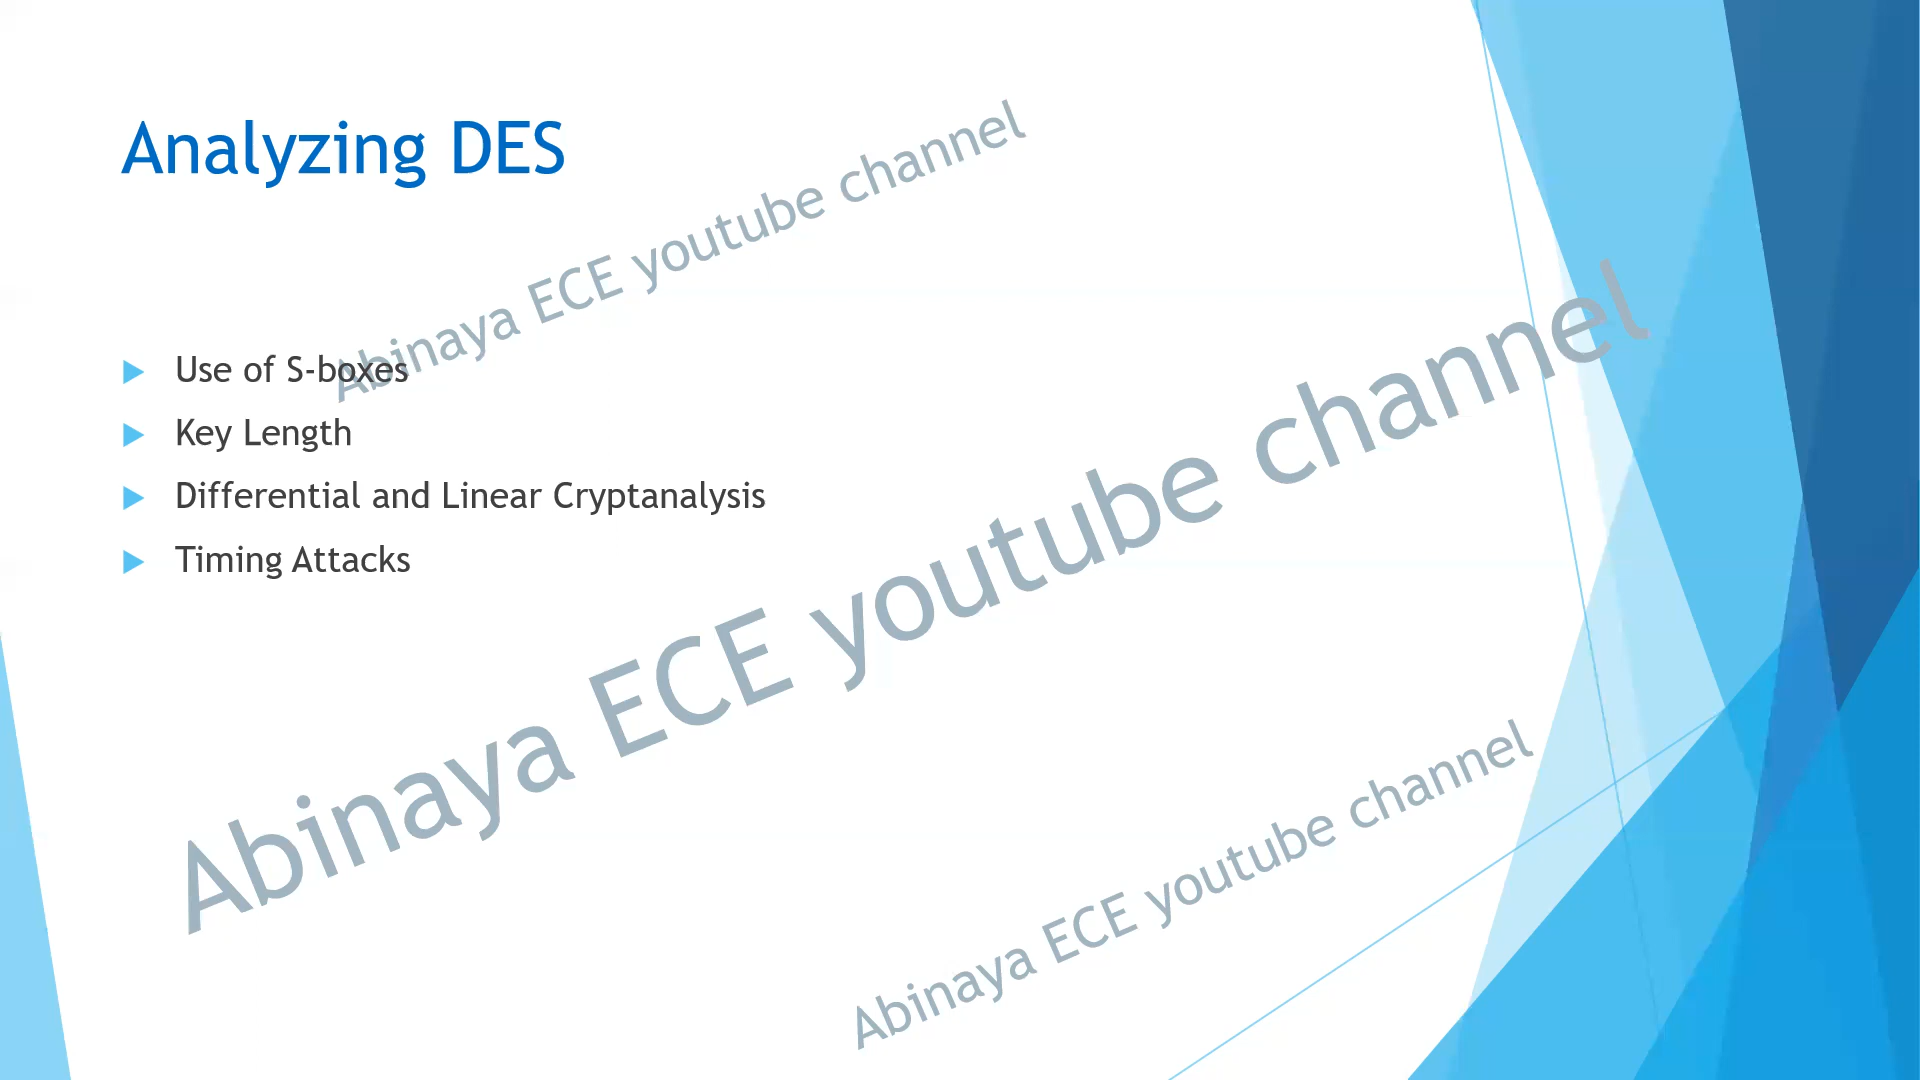 Analyzing DES
Abinaya ECE youtube channel
Use of S-boxes
Key Length
Differential and Linear Cryptanalysis
Timing Attacks
Abinaya ECE youtube channel
Abinaya ECE youtube channel